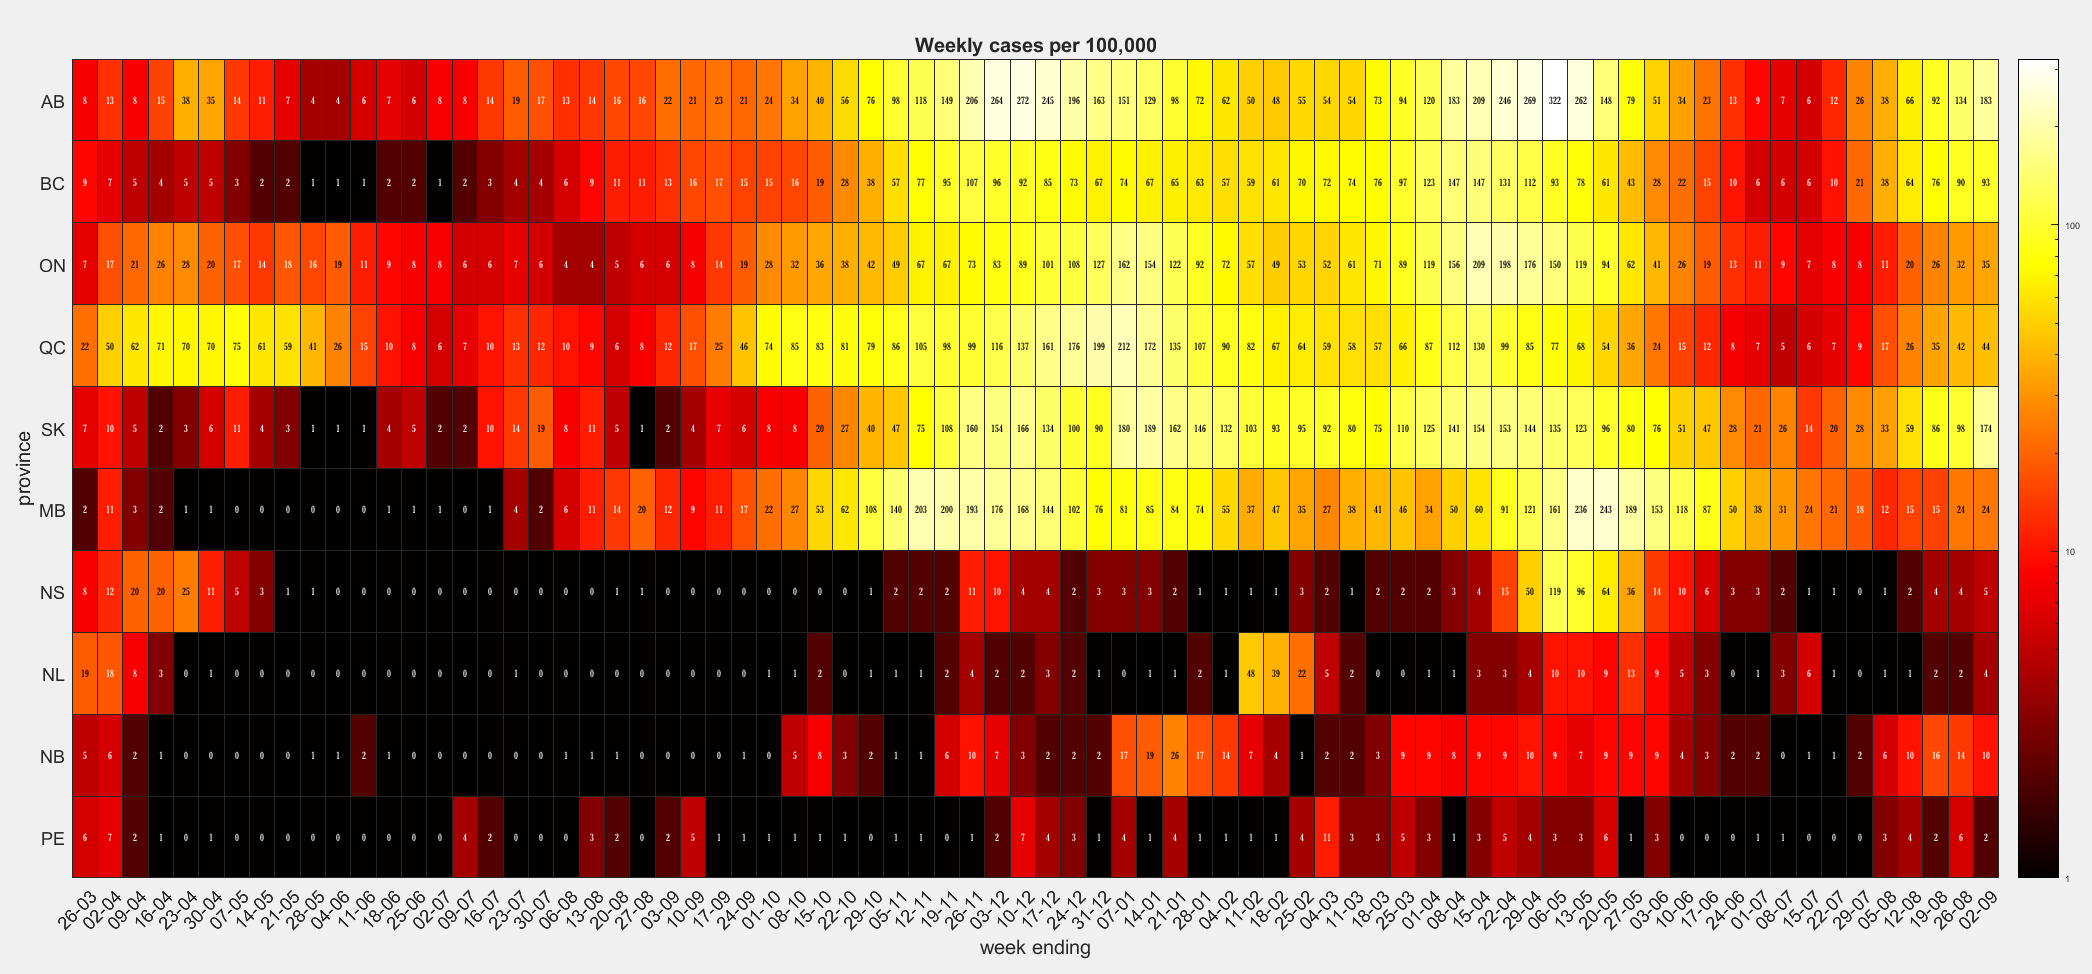 Weekly cases per 100,000
AB 8 13 8 15 38 35 14 11 7 4 4 6 7 6 8 8 14 19 17 13 14 16 16 22 21 23 21 24 34 40 56 76 98 118 149 206 264 272 245 196 163 151 129 98 72 62 50 48 55 54 54 73 94 120 183 209 246 269 322 262 148 79 51 34 23 13 9 7 6 12 26 38 66 92 134 183
BC 9 7 5 4 5 5 3 2 2 1 1 1 2 2 1 2 3 4 4 6 9 11 11 13 16 17 15 15 16 19 28 38 57 77 95 107 96 92 85 73 67 74 67 65 63 57 59 61 70 72 74 76 97 123 147 147 131 112 93 78 61 43 28 22 15 10 6 6 6 10 21 38 64 76 90 93
100
ON 7 17 21 26 28 20 17 14 18 16 19 11 9 8 8 6 6 7 6 4 4 5 6 6 8 14 19 28 32 36 38 42 49 67 67 73 83 89 101 108 127 162 154 122 92 72 57 49 53 52 61 71 89 119 156 209 198 176 150 119 94 62 41 26 19 13 11 9 7 8 8 11 20 26 32 35
QC 22 50 62 71 70 70 75 61 59 41 26 15 10 8 6 7 10 13 12 10 9 6 8 12 17 25 46 74 85 83 81 79 86 105 98 99 116 137 161 176 199 212 172 135 107 90 82 67 64 59 58 57 66 87 112 130 99 85 77 68 54 36 24 15 12 8 7 5 6 7 9 17 26 35 42 44
SK 7 10 5 2 3 6 11 4 3 1 1 1 4 5 2 2 10 14 19 8 11 5 1 2 4 7 6 8 8 20 27 40 47 75 108 160 154 166 134 100 90 180 189 162 146 132 103 93 95 92 80 75 110 125 141 154 153 144 135 123 96 80 76 51 47 28 21 26 14 20 28 33 59 86 98 174
province
MB 2 11 3 2 1 1 0 0 0 0 0 0 1 1 1 0 1 4 2 6 11 14 20 12 9 11 17 22 27 53 62 108 140 203 200 193 176 168 144 102 76 81 85 84 74 55 37 47 35 27 38 41 46 34 50 60 91 121 161 236 243 189 153 118 87 50 38 31 24 21 18 12 15 15 24 24
10
NS 8 12 20 20 25 11 5 3 1 1 0 0 0 0 0 0 0 0 0 0 0 1 1 0 0 0 0 0 0 0 0 1 2 2 2 11 10 4 4 2 3 3 3 2 1 1 1 1 3 2 1 2 2 2 3 4 15 50 119 96 64 36 14 10 6 3 3 2 1 1 0 1 2 4 4 5
NL 19 18 8 3 0 1 0 0 0 0 0 0 0 0 0 0 0 1 0 0 0 0 0 0 0 0 0 1 1 2 0 1 1 1 2 4 2 2 3 2 1 0 1 1 2 1 48 39 22 5 2 0 0 1 1 3 3 4 10 10 9 13 9 5 3 0 1 3 6 1 0 1 1 2 2 4
NB 5 6 2 1 0 0 0 0 0 1 1 2 1 0 0 0 0 0 0 1 1 1 0 0 0 0 1 0 5 8 3 2 1 1 6 10 7 3 2 2 2 17 19 26 17 14 7 4 1 2 2 3 9 9 8 9 9 10 9 7 9 9 9 4 3 2 2 0 1 1 2 6 10 16 14 10
PE 6 7 2 1 0 1 0 0 0 0 0 0 0 0 0 4 2 0 0 0 3 2 0 2 5 1 1 1 1 1 1 0 1 1 0 1 2 7 4 3 1 4 1 4 1 1 1 1 4 11 3 3 5 3 1 3 5 4 3 3 6 1 3 0 0 0 1 1 0 0 0 3 4 2 6 2
1
26-03 02-04 09-04 16-04 23-04 30-04 07-05 14-05 21-05 28-05 04-06 11-06 18-06 25-06 02-07 09-07 16-07 23-07 30-07 06-08 13-08 20-08 27-08 03-09 10-09 17-09 24-09 01-10 08-10 15-10 22-10 29-10 05-11 12-11 19-11 26-11 03-12 10-12 17-12 24-12 31-12 07-01 14-01 21-01 28-01 04-02 11-02 18-02 25-02 04-03 11-03 18-03 25-03 01-04 08-04 15-04 22-04 29-04 06-05 13-05 20-05 27-05 03-06 10-06 17-06 24-06 01-07 08-07 15-07 22-07 29-07 05-08 12-08 19-08 26-08 02-09
week ending